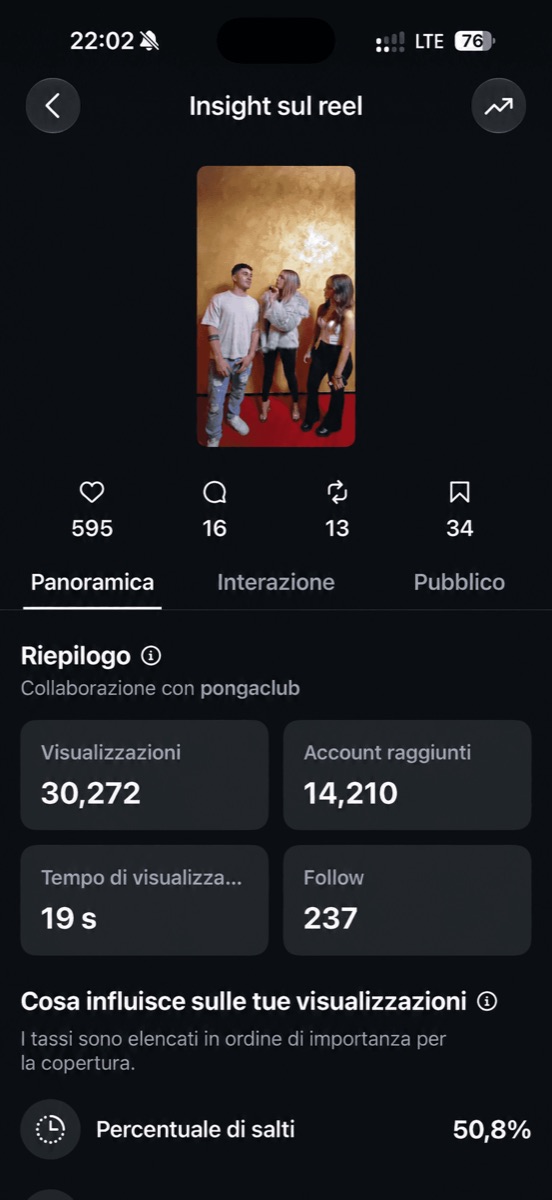 22:02
LTE 76
Insight sul reel
595 16 13 34
Panoramica Interazione Pubblico
Riepilogo
Collaborazione con pongaclub
Visualizzazioni Account raggiunti
30,272 14,210
Tempo di visualizza... Follow
19 s 237
Cosa influisce sulle tue visualizzazioni
I tassi sono elencati in ordine di importanza per
la copertura.
Percentuale di salti 50,8%